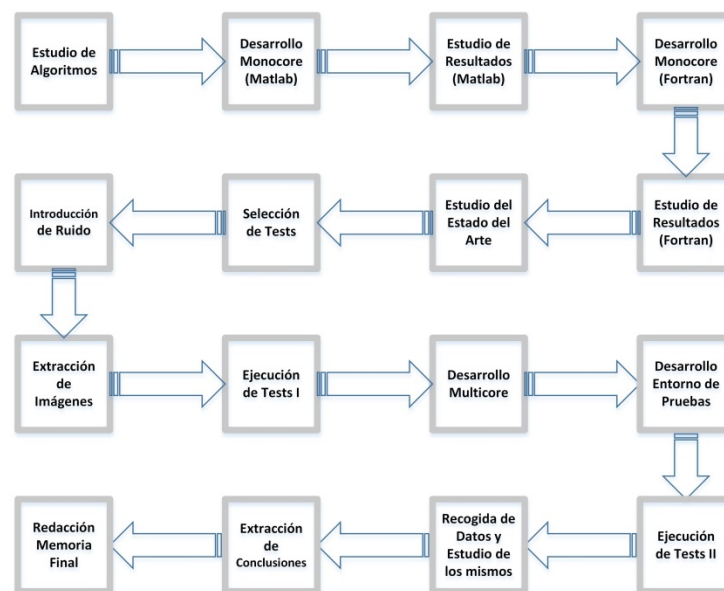 Estudio de
Algoritmos
Desarrollo
Monocore
(Matlab)
Estudio de
Resultados
(Matlab)
Desarrollo
Monocore
(Fortran)
Estudio de
Resultados
(Fortran)
Estudio del
Estado del
Arte
Selección
de Tests
Introducción
de Ruido
Extracción
de
Imágenes
Ejecución
de Tests I
Desarrollo
Multicore
Desarrollo
Entorno de
Pruebas
Ejecución
de Tests II
Recogida de
Datos y
Estudio de
los mismos
Extracción
de
Conclusiones
Redacción
Memoria
Final